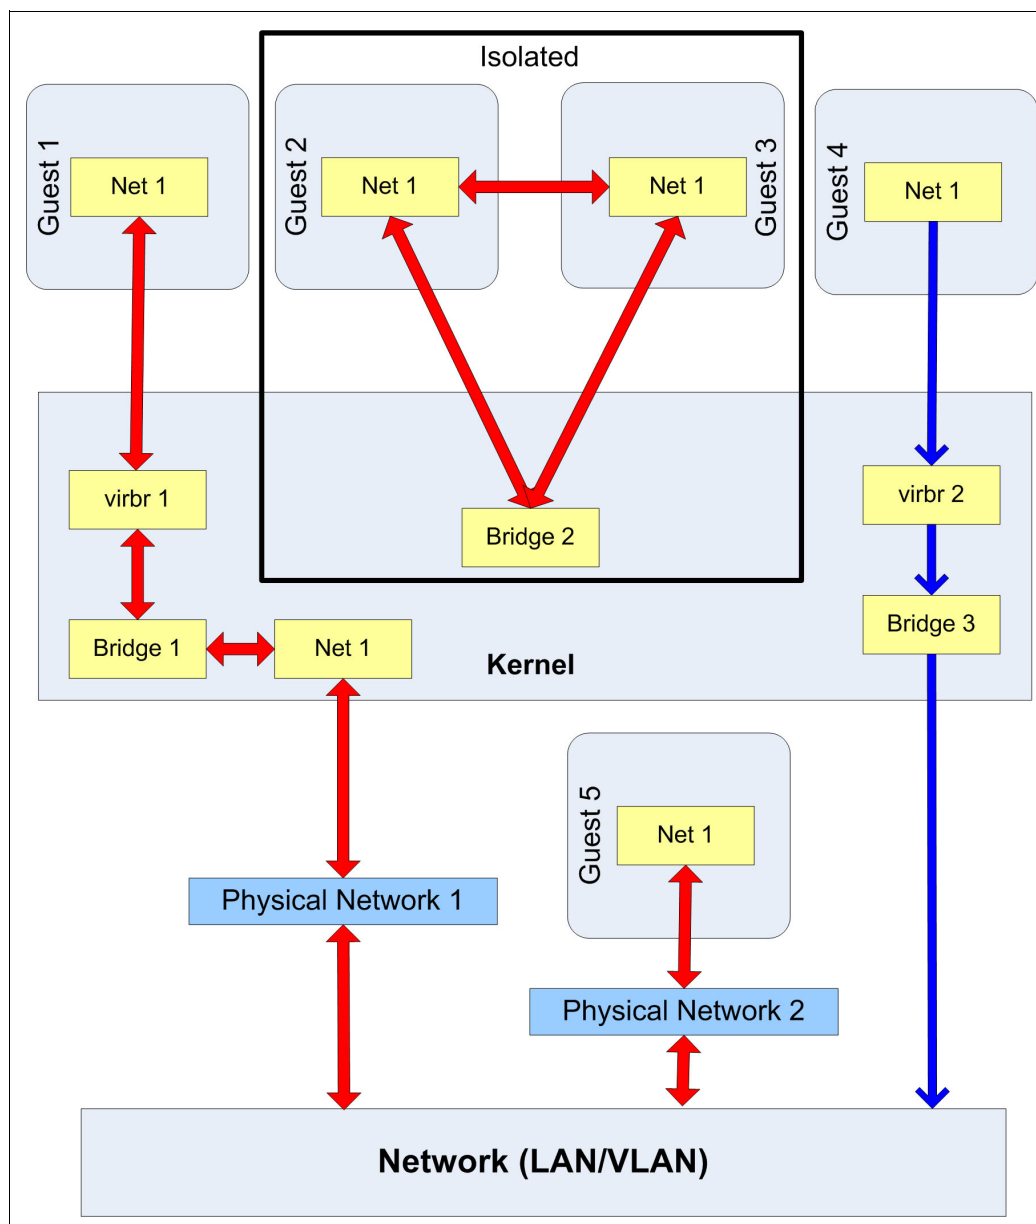 Isolated
Guest 1
Net 1
Guest 2
Net 1
Net 1
Guest 3
Guest 4
Net 1
virbr 1
Bridge 2
virbr 2
Bridge 1
Net 1
Bridge 3
Kernel
Guest 5
Net 1
Physical Network 1
Physical Network 2
Network (LAN/VLAN)